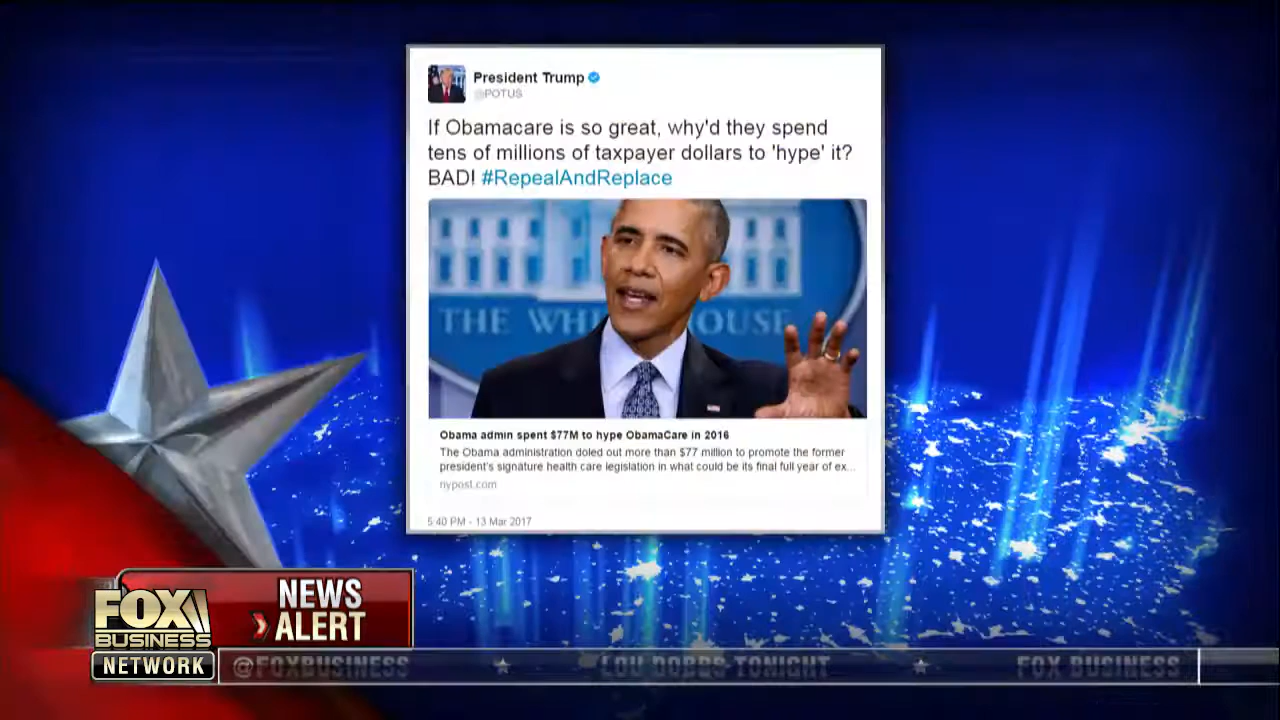 President Trump
@POTUS
If Obamacare is so great, why'd they spend
tens of millions of taxpayer dollars to 'hype' it?
BAD! #RepealAndReplace
THE WHI OUSE
Obama admin spent $77M to hype ObamaCare in 2016
The Obama administration doled out more than $77 million to promote the former
president's signature health care legislation in what could be its final full year of ex...
nypost.com
5:40 PM - 13 Mar 2017
FOX
BUSINESS
NETWORK
NEWS
ALERT
@FOXBUSINESS
LOU DOBBS TONIGHT
FOX BUSINESS